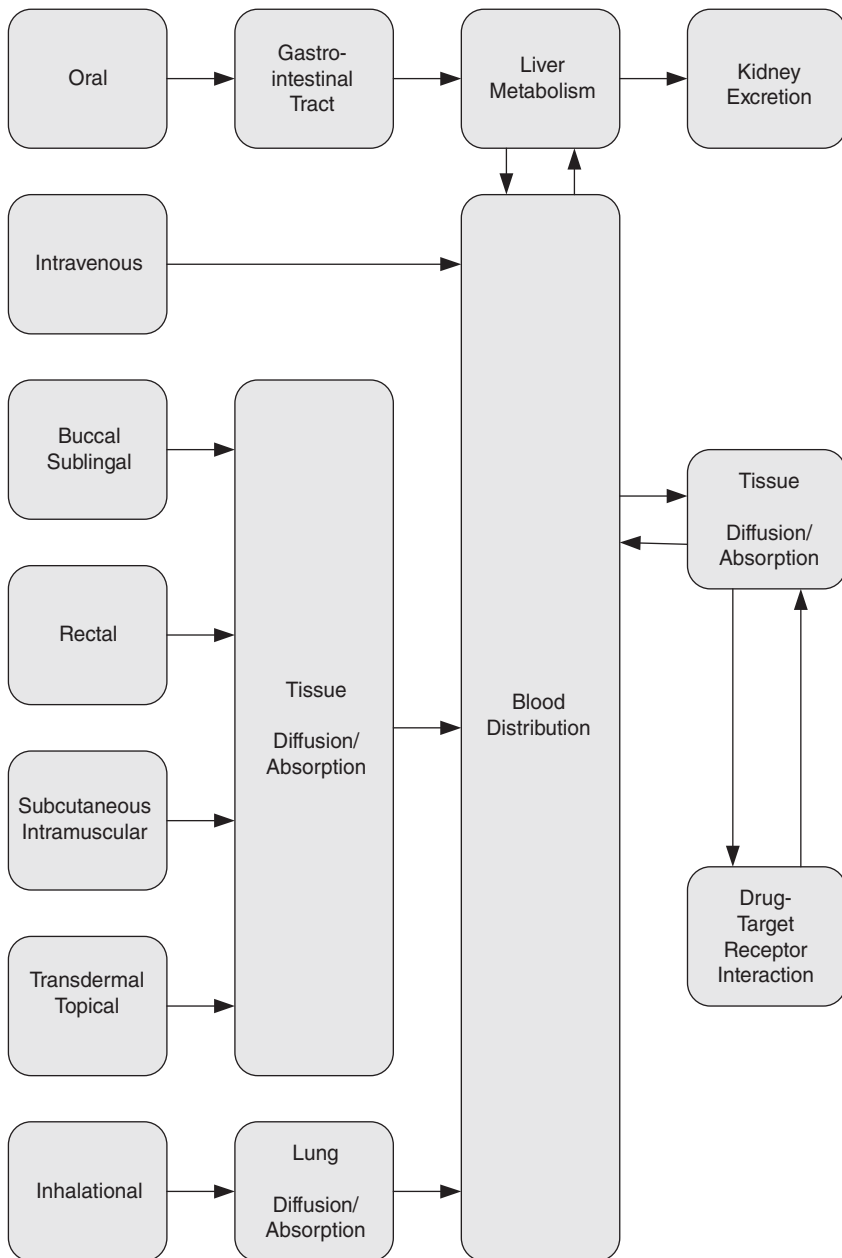 Oral
Gastro-
intestinal
Tract
Liver
Metabolism
Kidney
Excretion
Intravenous
Buccal
Sublingal
Rectal
Subcutaneous
Intramuscular
Transdermal
Topical
Inhalational
Tissue
Diffusion/
Absorption
Lung
Diffusion/
Absorption
Blood
Distribution
Tissue
Diffusion/
Absorption
Drug-
Target
Receptor
Interaction